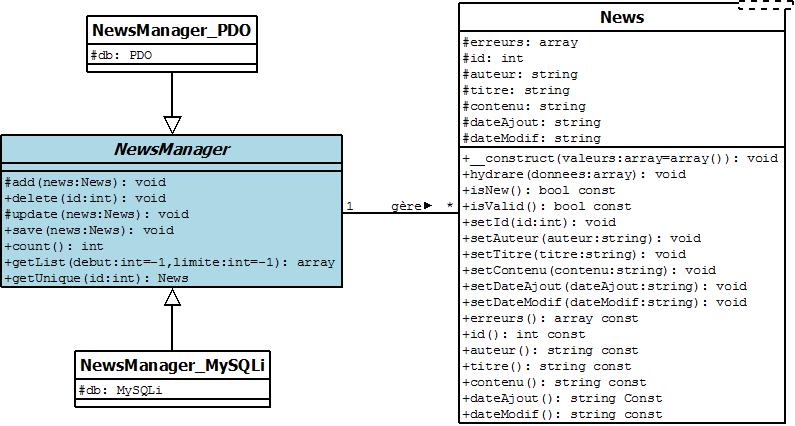 NewsManager_PDO
#db: PDO
NewsManager
#add(news:News): void
+delete(id:int): void
#update(news:News): void
+save(news:News): void
+count(): int
+getList(debut:int=-1,limite:int=-1): array
+getUnique(id:int): News
NewsManager_MySQLi
#db: MySQLi
1 gère *
News
#erreurs: array
#id: int
#auteur: string
#titre: string
#contenu: string
#dateAjout: string
#dateModif: string
+__construct(valeurs:array=array()): void
+hydrare(donnees:array): void
+isNew(): bool const
+isValid(): bool const
+setId(id:int): void
+setAuteur(auteur:string): void
+setTitre(titre:string): void
+setContenu(contenu:string): void
+setDateAjout(dateAjout:string): void
+setDateModif(dateModif:string): void
+erreurs(): array const
+id(): int const
+auteur(): string const
+titre(): string const
+contenu(): string const
+dateAjout(): string Const
+dateModif(): string const